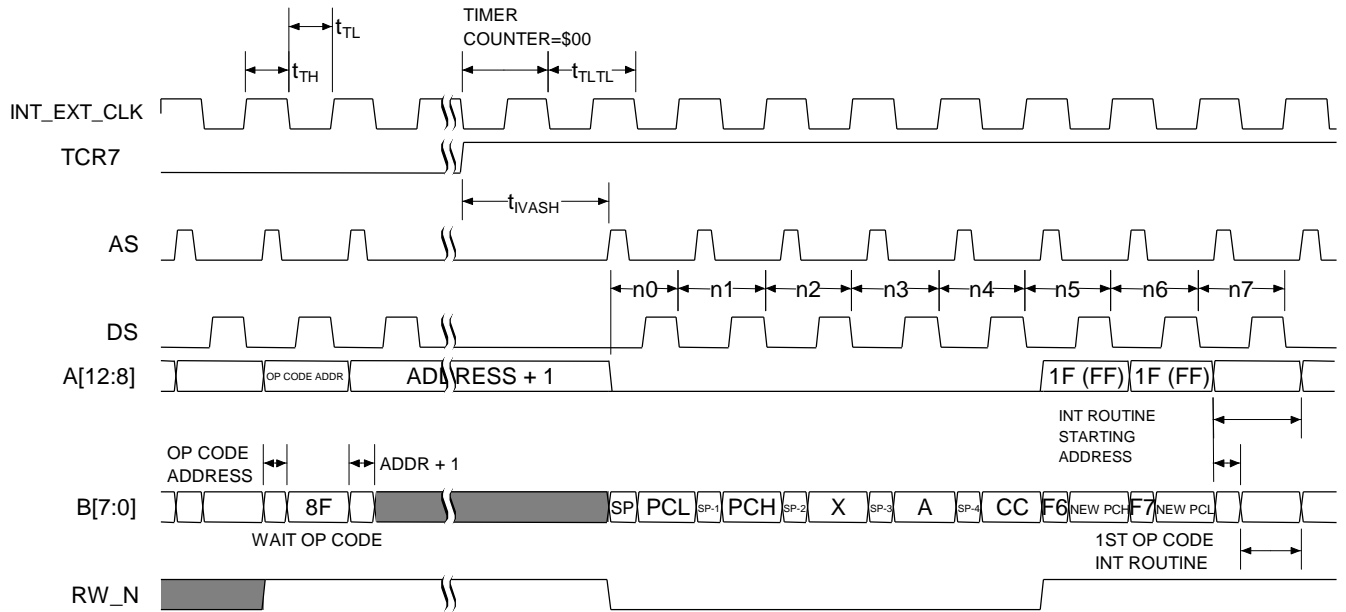 TIMER
COUNTER=$00
tTL
tTH
tTLTL
INT_EXT_CLK
TCR7
tIVASH
AS
n0 n1 n2 n3 n4 n5 n6 n7
DS
A[12:8] OP CODE ADDR ADDRESS + 1 1F (FF) 1F (FF)
INT ROUTINE
STARTING
ADDRESS
OP CODE
ADDRESS
ADDR + 1
B[7:0] 8F SP PCL SP-1 PCH SP-2 X SP-3 A SP-4 CC F6 NEW PCH F7 NEW PCL
WAIT OP CODE
1ST OP CODE
INT ROUTINE
RW_N